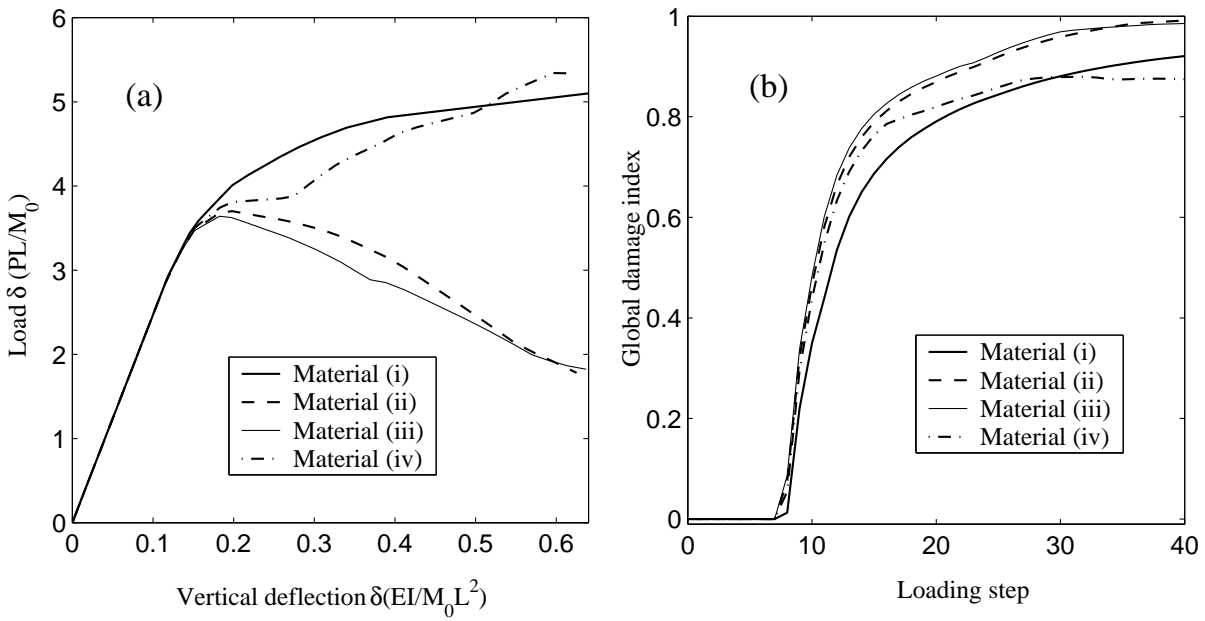 (a)
Load δ (PL/M₀)
6
5
4
3
2
1
0
0 0.1 0.2 0.3 0.4 0.5 0.6
Vertical deflection δ(EI/M₀L²)
Material (i)
Material (ii)
Material (iii)
Material (iv)
(b)
Global damage index
1
0.8
0.6
0.4
0.2
0
0 10 20 30 40
Loading step
Material (i)
Material (ii)
Material (iii)
Material (iv)